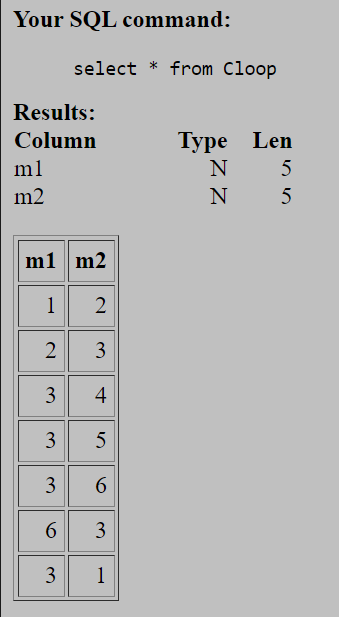 Your SQL command:
select * from Cloop
Results:
Column Type Len
m1 N 5
m2 N 5
m1 m2
1 2
2 3
3 4
3 5
3 6
6 3
3 1